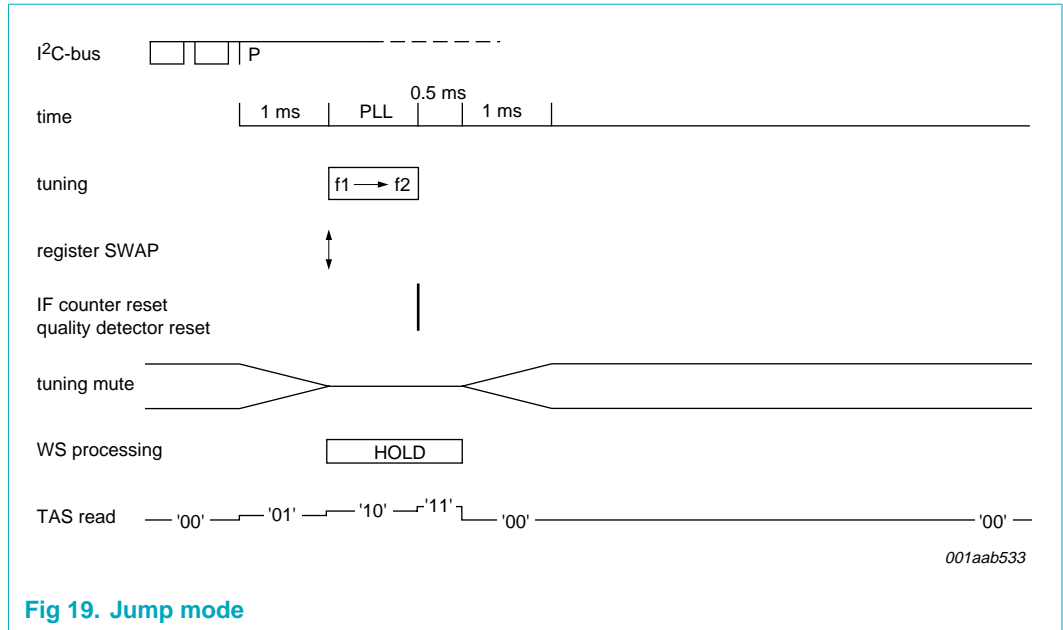 I2C-bus P
0.5 ms
time 1 ms PLL 1 ms
tuning f1 → f2
register SWAP
IF counter reset
quality detector reset
tuning mute
WS processing HOLD
TAS read '00' '01' '10' '11' '00' '00'
001aab533
Fig 19. Jump mode